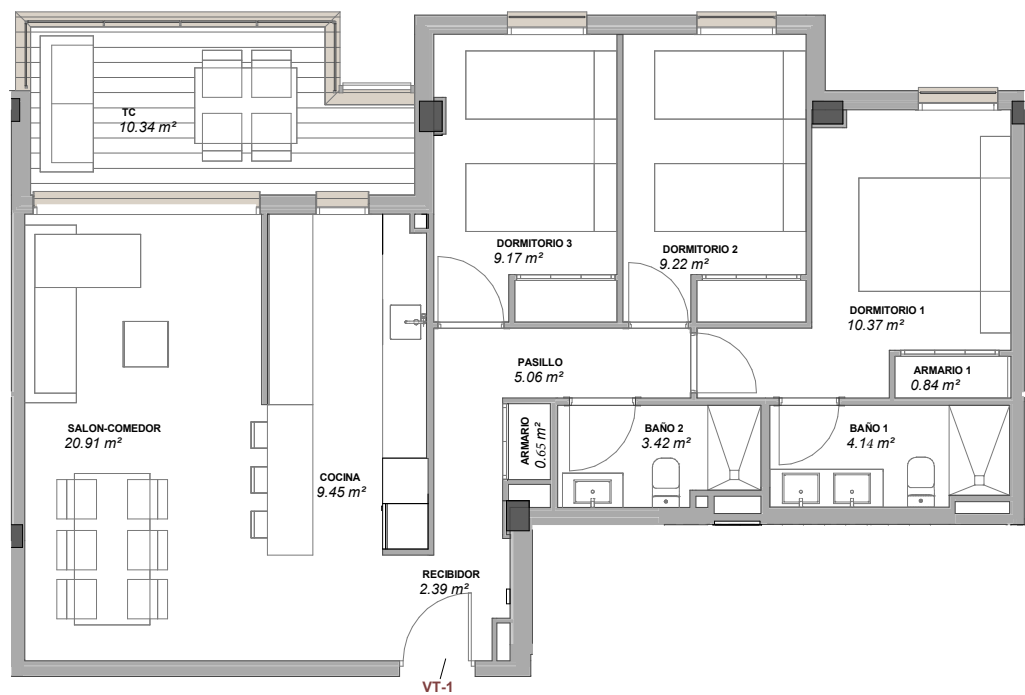 TC
10.34 m²
DORMITORIO 3
9.17 m²
DORMITORIO 2
9.22 m²
DORMITORIO 1
10.37 m²
PASILLO
5.06 m²
ARMARIO 1
0.84 m²
SALON-COMEDOR
20.91 m²
COCINA
9.45 m²
ARMARIO
0.65 m²
BAÑO 2
3.42 m²
BAÑO 1
4.14 m²
RECIBIDOR
2.39 m²
VT-1